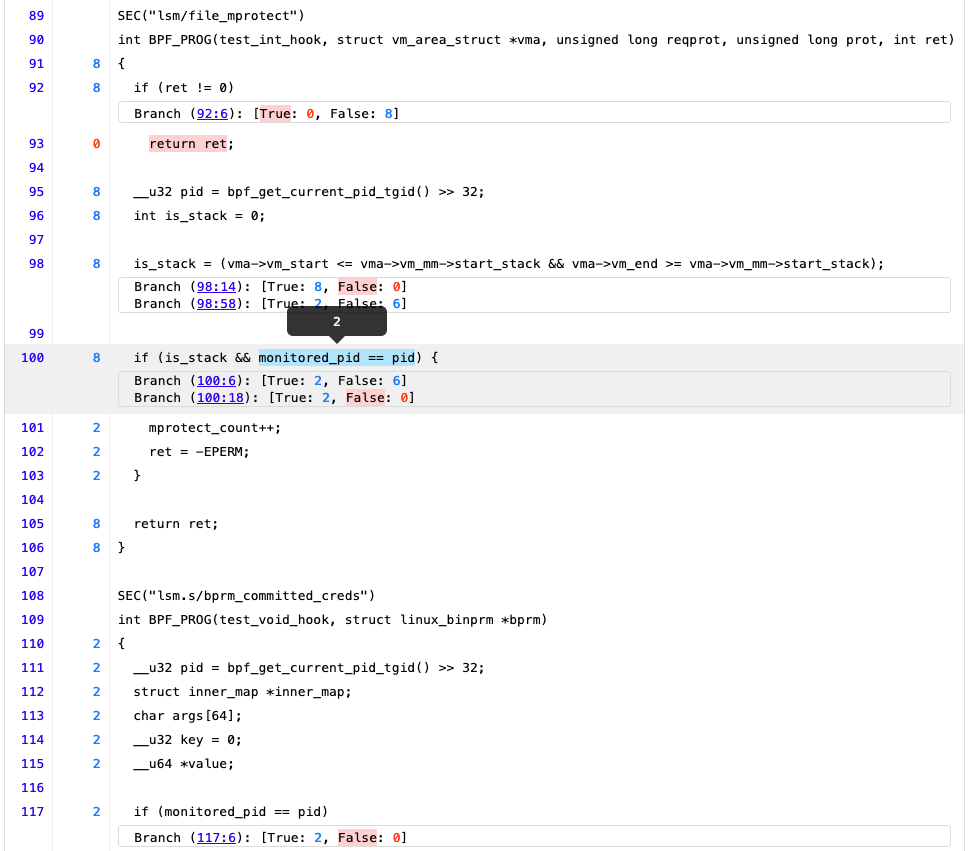 89 SEC("lsm/file_mprotect")
90 int BPF_PROG(test_int_hook, struct vm_area_struct *vma, unsigned long reqprot, unsigned long prot, int ret)
91 8 {
92 8 if (ret != 0)
Branch (92:6): [True: 0, False: 8]
93 0 return ret;
94
95 8 __u32 pid = bpf_get_current_pid_tgid() >> 32;
96 8 int is_stack = 0;
97
98 8 is_stack = (vma->vm_start <= vma->vm_mm->start_stack && vma->vm_end >= vma->vm_mm->start_stack);
Branch (98:14): [True: 8, False: 0]
Branch (98:58): [True: 2, False: 6]
2
99
100 8 if (is_stack && monitored_pid == pid) {
Branch (100:6): [True: 2, False: 6]
Branch (100:18): [True: 2, False: 0]
101 2 mprotect_count++;
102 2 ret = -EPERM;
103 2 }
104
105 8 return ret;
106 8 }
107
108 SEC("lsm.s/bprm_committed_creds")
109 int BPF_PROG(test_void_hook, struct linux_binprm *bprm)
110 2 {
111 2 __u32 pid = bpf_get_current_pid_tgid() >> 32;
112 2 struct inner_map *inner_map;
113 2 char args[64];
114 2 __u32 key = 0;
115 2 __u64 *value;
116
117 2 if (monitored_pid == pid)
Branch (117:6): [True: 2, False: 0]